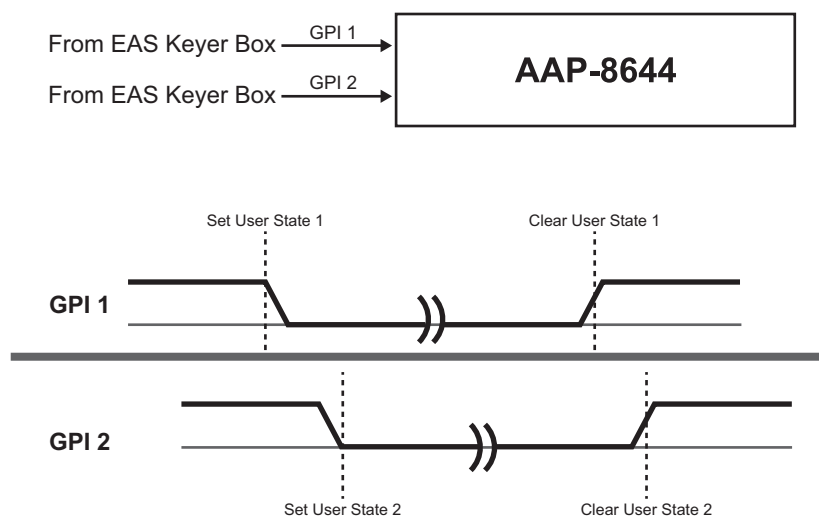 From EAS Keyer Box GPI 1
From EAS Keyer Box GPI 2
AAP-8644
Set User State 1 Clear User State 1
GPI 1
GPI 2
Set User State 2 Clear User State 2